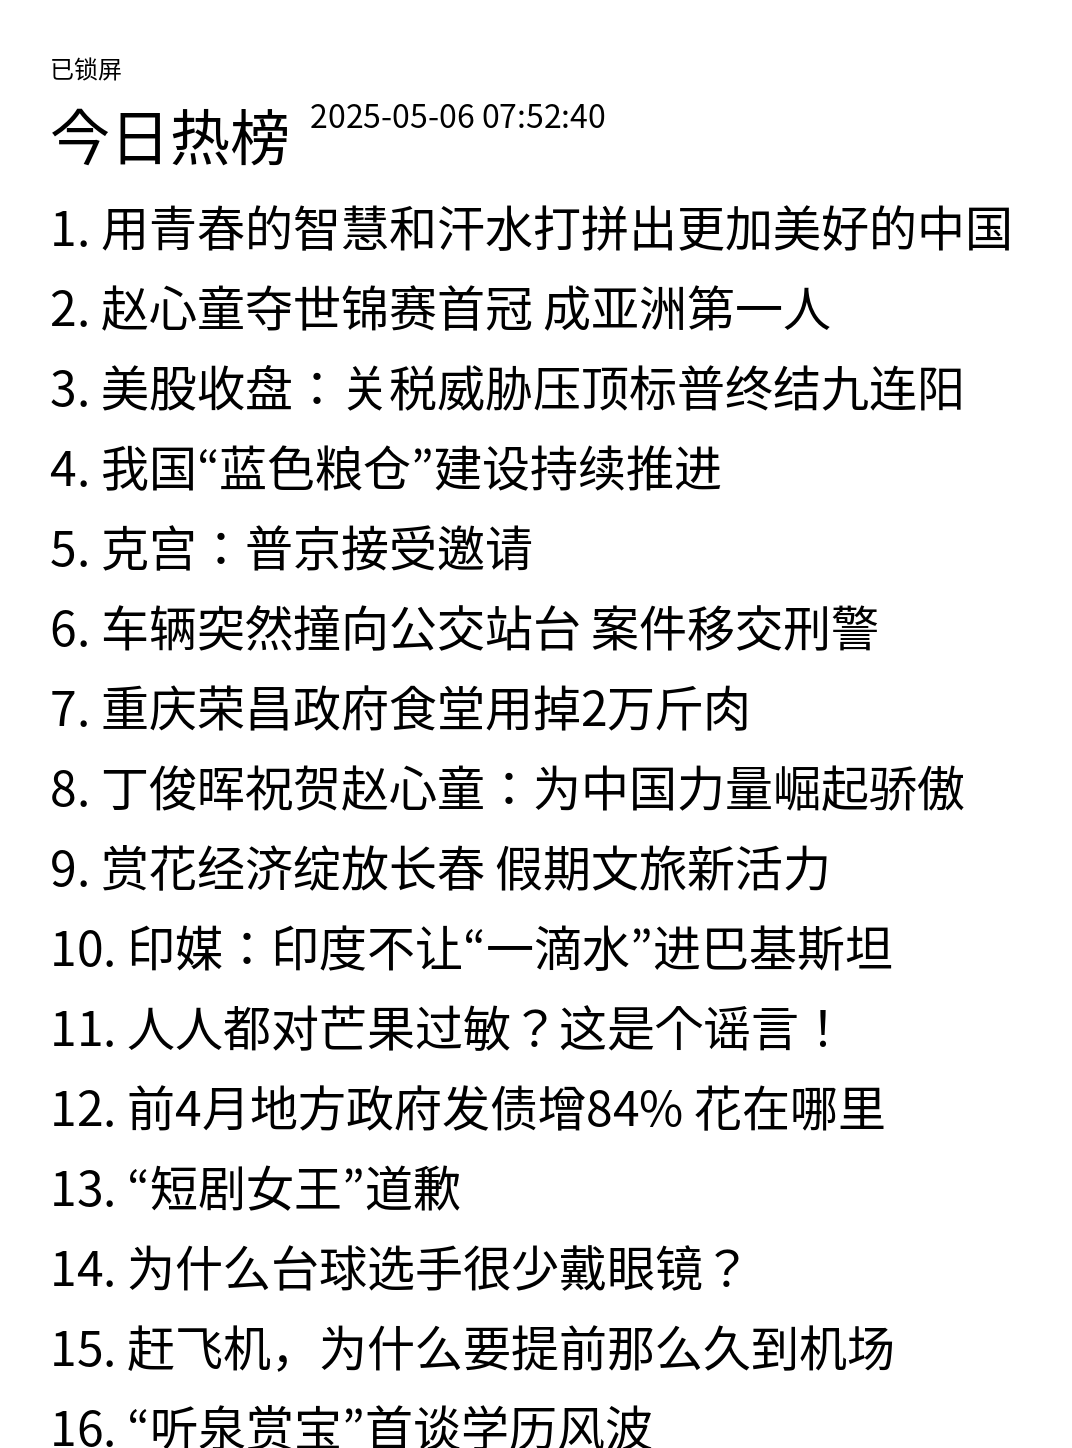 已锁屏
今日热榜 2025-05-06 07:52:40
1. 用青春的智慧和汗水打拼出更加美好的中国
2. 赵心童夺世锦赛首冠 成亚洲第一人
3. 美股收盘：关税威胁压顶标普终结九连阳
4. 我国“蓝色粮仓”建设持续推进
5. 克宫：普京接受邀请
6. 车辆突然撞向公交站台 案件移交刑警
7. 重庆荣昌政府食堂用掉2万斤肉
8. 丁俊晖祝贺赵心童：为中国力量崛起骄傲
9. 赏花经济绽放长春 假期文旅新活力
10. 印媒：印度不让“一滴水”进巴基斯坦
11. 人人都对芒果过敏？这是个谣言！
12. 前4月地方政府发债增84% 花在哪里
13. “短剧女王”道歉
14. 为什么台球选手很少戴眼镜？
15. 赶飞机，为什么要提前那么久到机场
16. “听泉赏宝”首谈学历风波